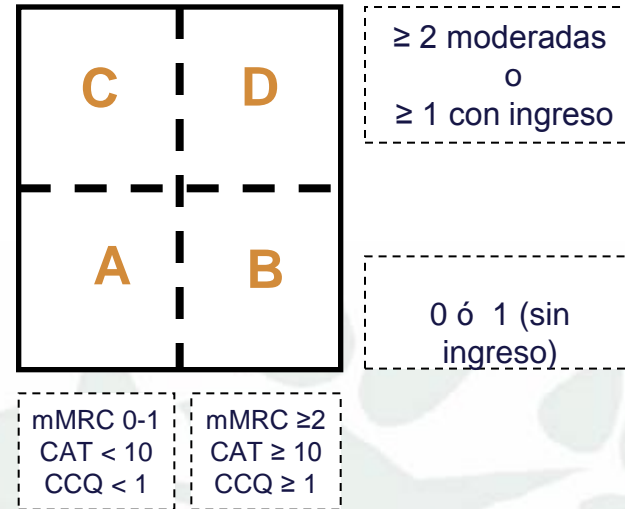 C D
≥ 2 moderadas
o
≥ 1 con ingreso
A B
0 ó 1 (sin
ingreso)
mMRC 0-1
CAT < 10
CCQ < 1
mMRC ≥2
CAT ≥ 10
CCQ ≥ 1